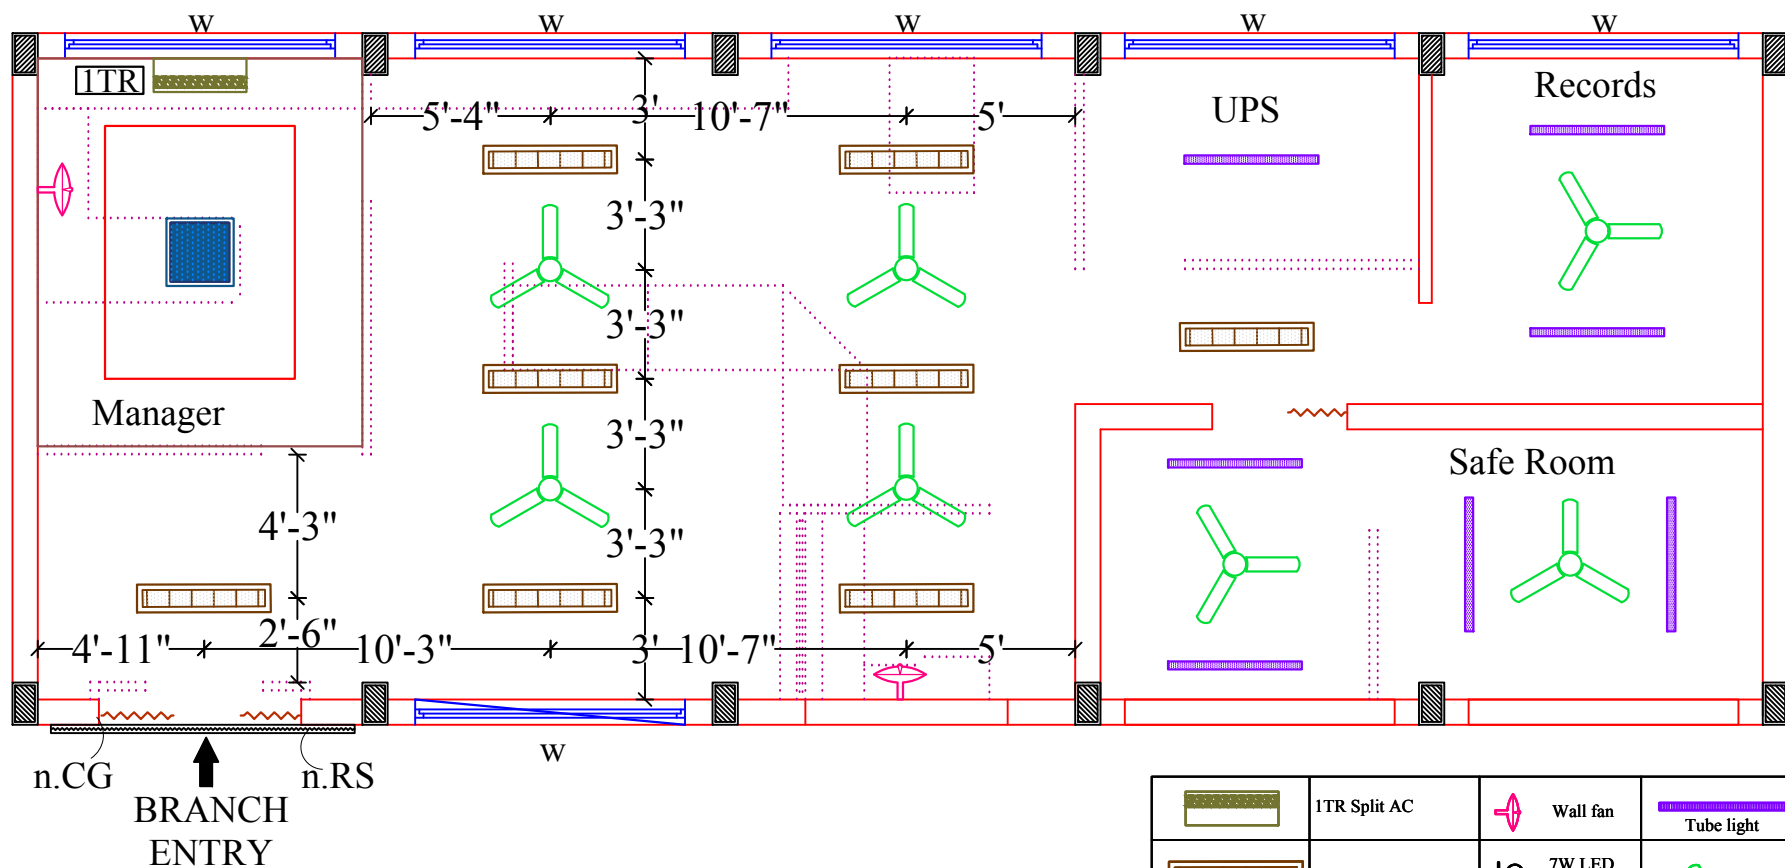 W W W W W
1TR
Records
UPS
5'-4" 3' 10'-7" 5'
3'-3"
3'-3"
Manager
3'-3"
Safe Room
4'-3"
3'-3"
2'-6"
4'-11" 10'-3" 3' 10'-7" 5'
W
n.CG n.RS
BRANCH
ENTRY
1TR Split AC Wall fan Tube light
7W LED